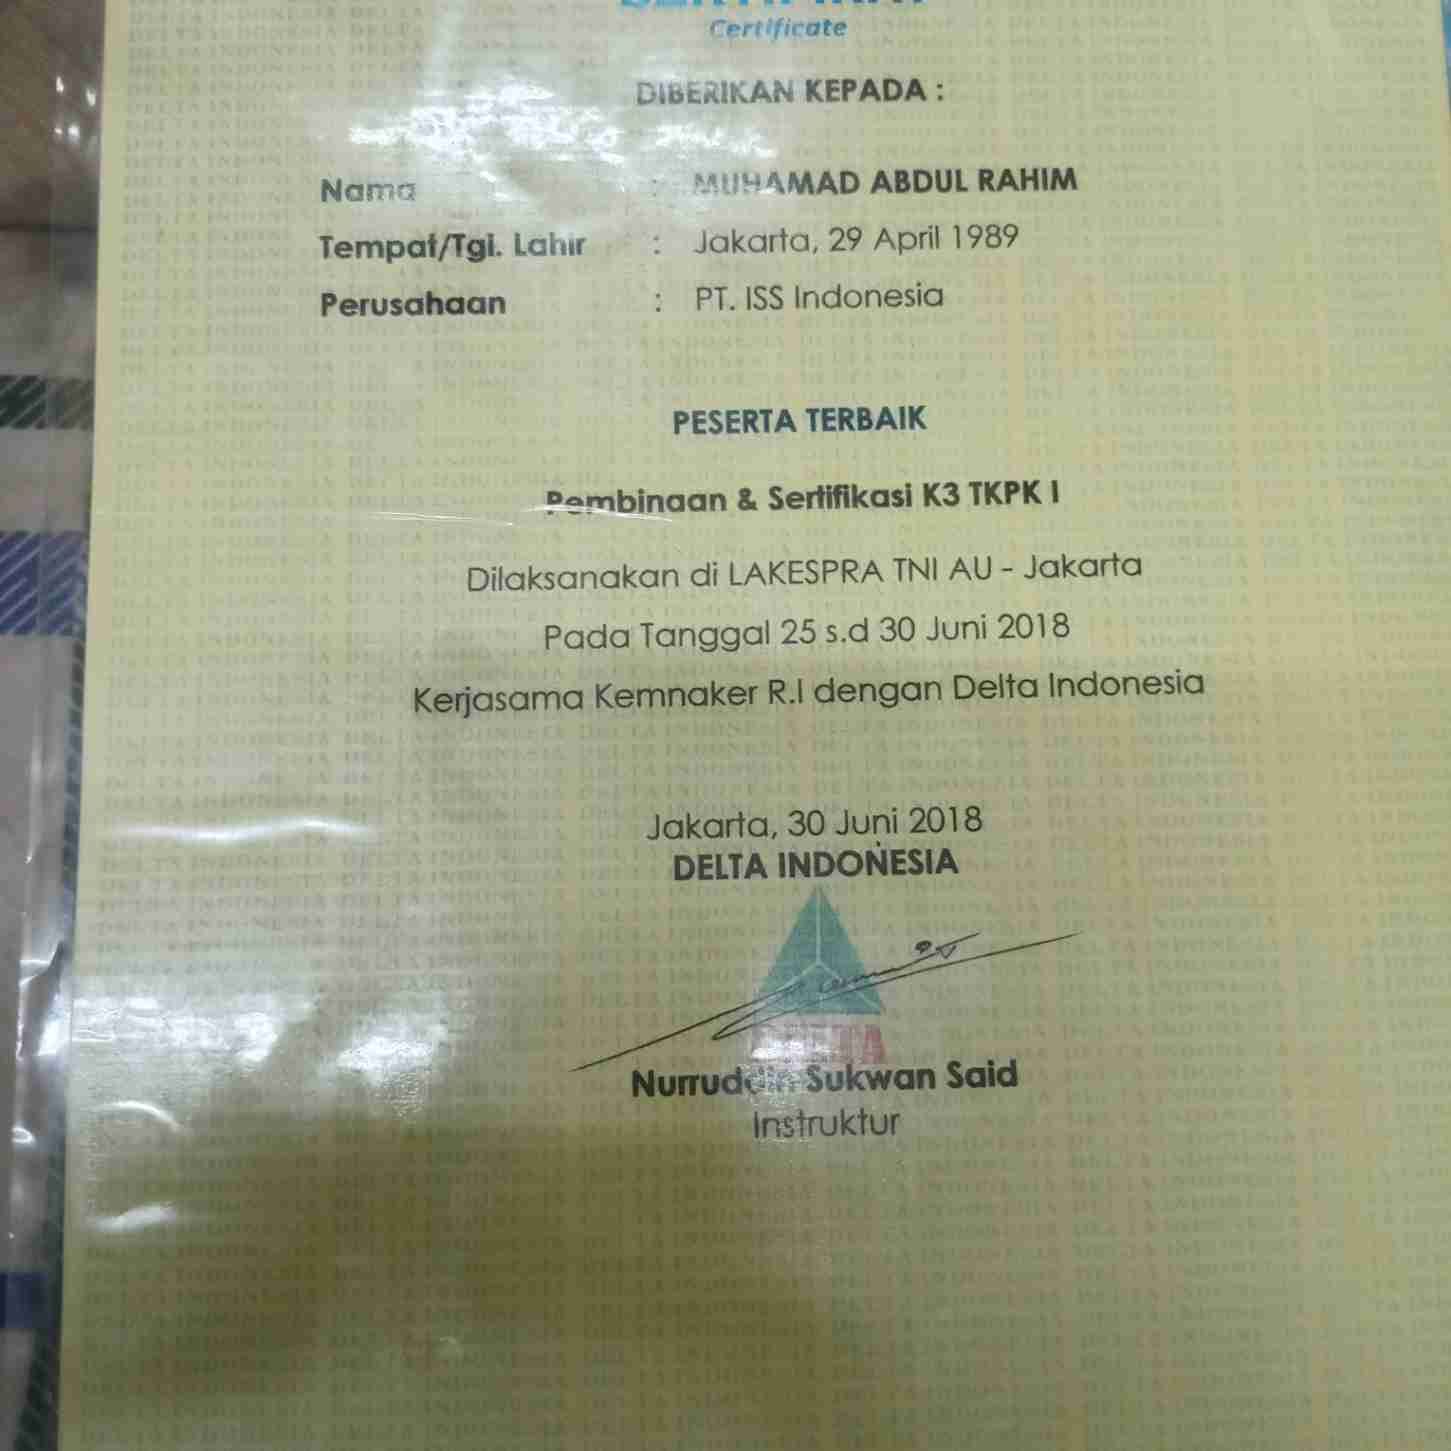 Certificate
DIBERIKAN KEPADA :
Nama : MUHAMAD ABDUL RAHIM
Tempat/Tgl. Lahir : Jakarta, 29 April 1989
Perusahaan : PT. ISS Indonesia
PESERTA TERBAIK
Pembinaan & Sertifikasi K3 TKPK I
Dilaksanakan di LAKESPRA TNI AU - Jakarta
Pada Tanggal 25 s.d 30 Juni 2018
Kerjasama Kemnaker R.I dengan Delta Indonesia
Jakarta, 30 Juni 2018
DELTA INDONESIA
DELTA
Nurruddin Sukwan Said
Instruktur